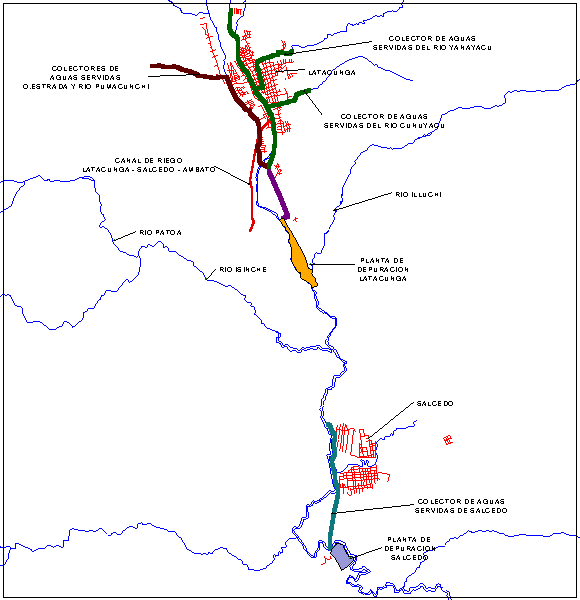 COLECTOR DE AGUAS
SERVIDAS DEL RIO YANAYACU
COLECTORES DE
AGUAS SERVIDAS
O.ESTRADA Y RIO PUMACUNCHI
LATACUNGA
COLECTOR DE AGUAS
SERVIDAS DEL RIO CUNUYACU
CANAL DE RIEGO
LATACUNGA - SALCEDO - AMBATO
RIO ILLUCHI
RIO PATOA
RIO ISINCHE
PLANTA DE
DEPURACION
LATACUNGA
SALCEDO
COLECTOR DE AGUAS
SERVIDAS DE SALCEDO
PLANTA DE
DEPURACION
SALCEDO